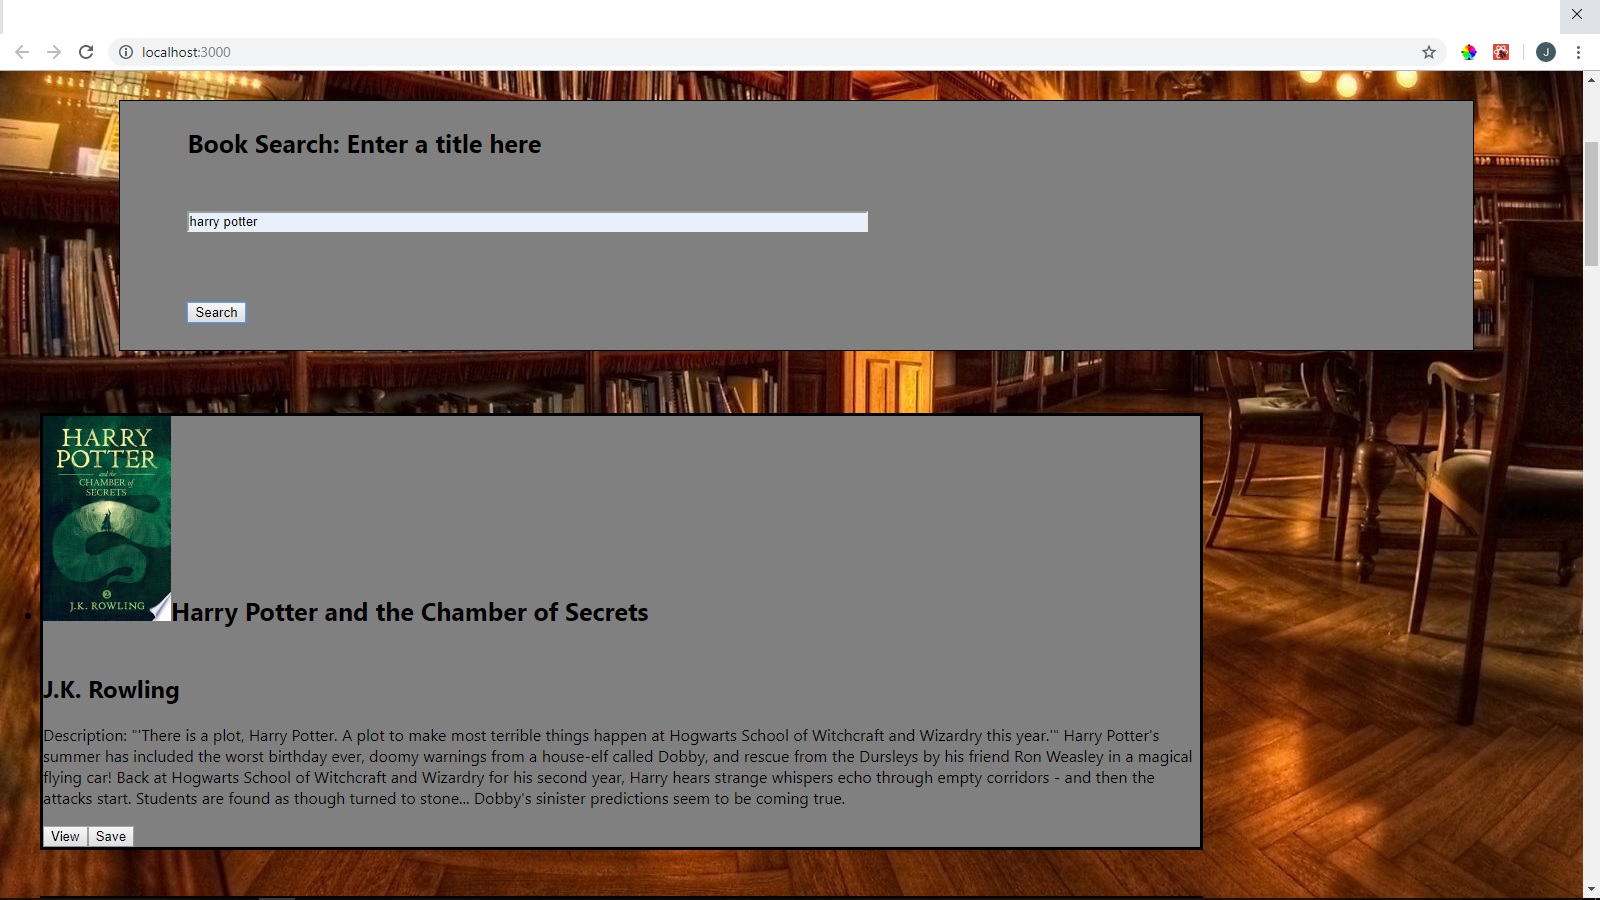 localhost:3000
J
Book Search: Enter a title here
harry potter
Search
HARRY
POTTER
and the
CHAMBER of
SECRETS
2
J.K. ROWLING
Harry Potter and the Chamber of Secrets
J.K. Rowling
Description: "'There is a plot, Harry Potter. A plot to make most terrible things happen at Hogwarts School of Witchcraft and Wizardry this year.'" Harry Potter's
summer has included the worst birthday ever, doomy warnings from a house-elf called Dobby, and rescue from the Dursleys by his friend Ron Weasley in a magical
flying car! Back at Hogwarts School of Witchcraft and Wizardry for his second year, Harry hears strange whispers echo through empty corridors - and then the
attacks start. Students are found as though turned to stone... Dobby's sinister predictions seem to be coming true.
View Save